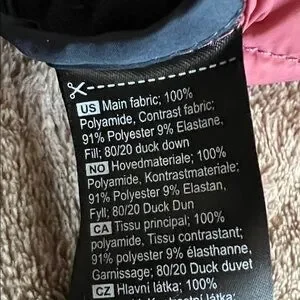 US Main fabric; 100%
Polyamide, Contrast fabric;
91% Polyester 9% Elastane,
Fill; 80/20 duck down
NO Hovedmateriale; 100%
Polyamide, Kontrastmateriale;
91% Polyester 9% Elastan,
Fyll: 80/20 Duck Dun
CA Tissu principal; 100%
polyamide, Tissu contrastant;
91% polyester 9% élasthanne,
Garnissage; 80/20 Duck duvet
CZ Hlavní látka; 100%
látka;